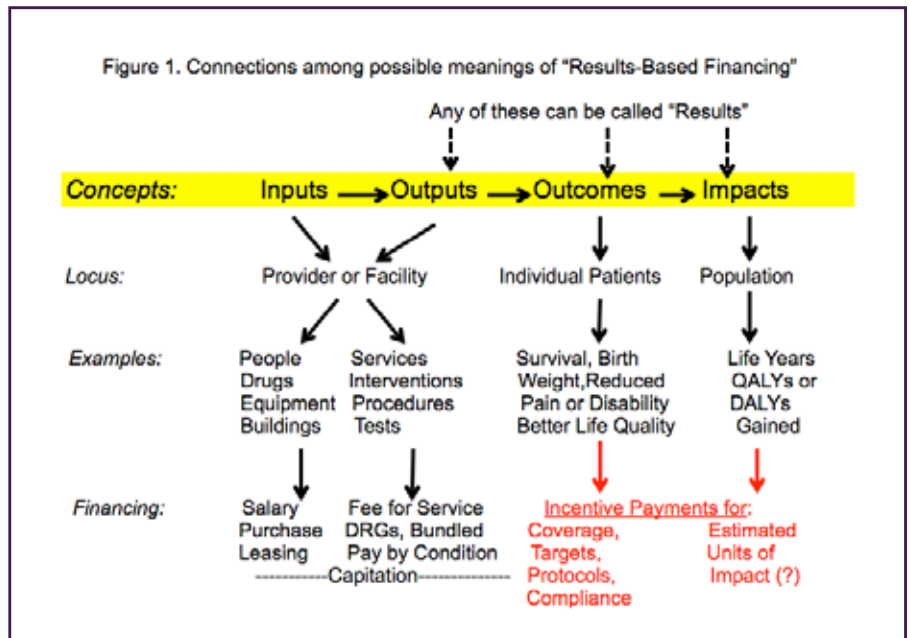 Figure 1. Connections among possible meanings of “Results-Based Financing”
Any of these can be called “Results”
Concepts: Inputs Outputs Outcomes Impacts
Locus: Provider or Facility Individual Patients Population
Examples: People Services Survival, Birth Life Years
Drugs Interventions Weight,Reduced QALYs or
Equipment Procedures Pain or Disability DALYs
Buildings Tests Better Life Quality Gained
Financing: Salary Fee for Service Incentive Payments for:
Purchase DRGs, Bundled Coverage, Estimated
Leasing Pay by Condition Targets, Units of
------------Capitation--------------- Protocols, Impact (?)
Compliance